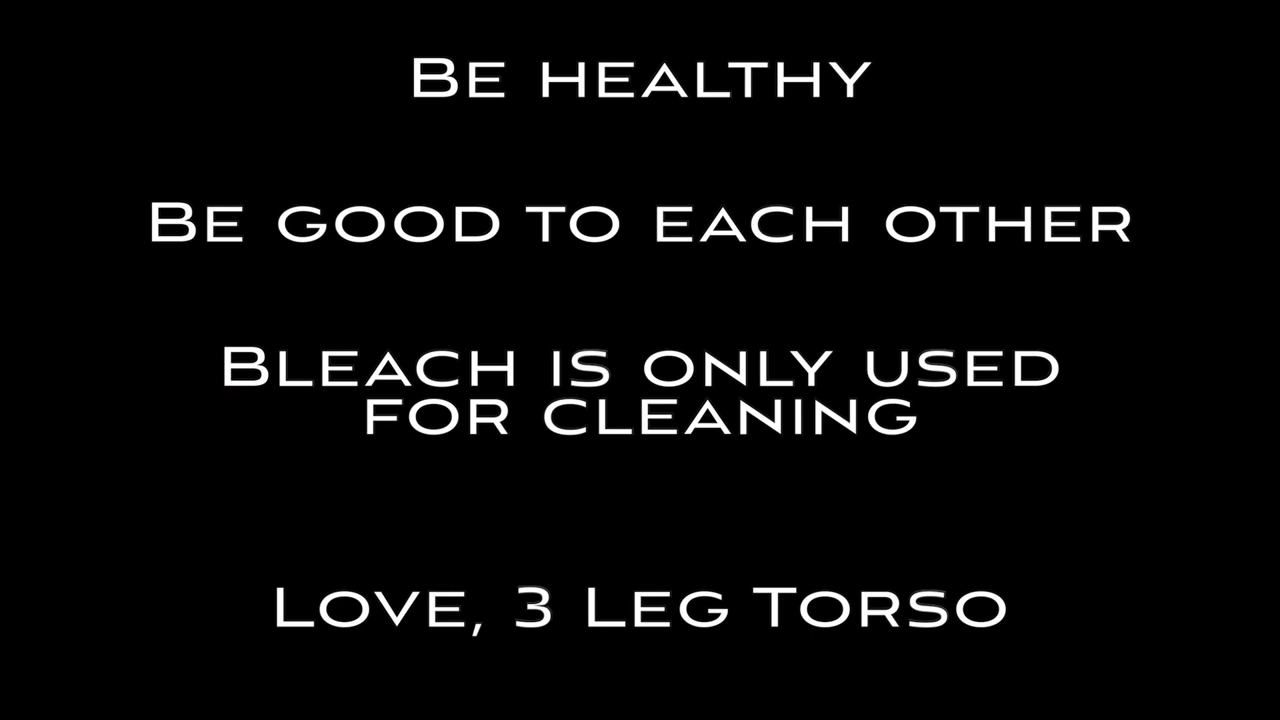 Be healthy
Be good to each other
Bleach is only used
for cleaning
Love, 3 Leg Torso